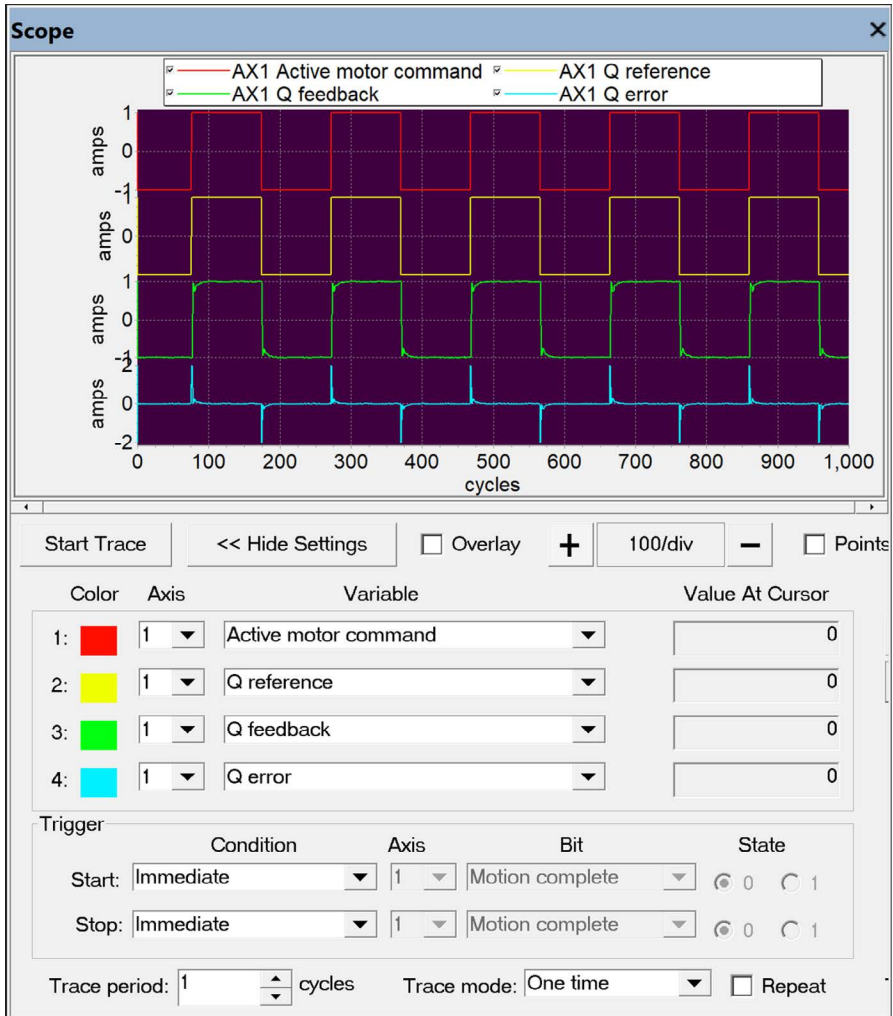 Scope
AX1 Active motor command AX1 Q reference
AX1 Q feedback AX1 Q error
1
amps 0
-1
1
amps 0
1
amps 0
-1
2
amps 0
-2
0 100 200 300 400 500 600 700 800 900 1,000
cycles
Start Trace << Hide Settings Overlay + 100/div − Points
Color Axis Variable Value At Cursor
1: 1 Active motor command 0
2: 1 Q reference 0
3: 1 Q feedback 0
4: 1 Q error 0
Trigger
Condition Axis Bit State
Start: Immediate 1 Motion complete 0 1
Stop: Immediate 1 Motion complete 0 1
Trace period: 1 cycles Trace mode: One time Repeat